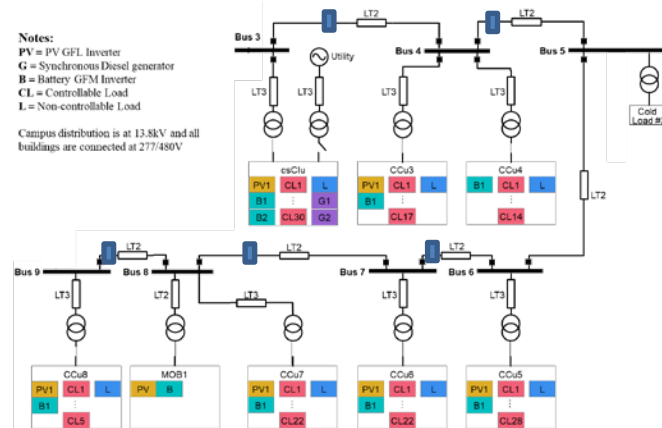 Notes:
PV = PV GFL Inverter
G = Synchronous Diesel generator
B = Battery GFM Inverter
CL = Controllable Load
L = Non-controllable Load
Campus distribution is at 13.8kV and all
buildings are connected at 277/480V
LT2
LT2
Bus 3
Bus 4
Bus 5
Utility
LT3
LT3
LT3
LT3
Cold
Load #2
csClu
CCu3
CCu4
PV1 CL1 L
B1 G1
B2 CL30 G2
PV1 CL1 L
B1
CL17
B1 CL1 L
CL14
LT2
LT2
LT2
LT2
Bus 9
Bus 8
Bus 7
Bus 6
LT3
LT2
LT3
LT3
LT3
CCu8
MOB1
CCu7
CCu6
CCu5
PV1 CL1 L
B1
CL5
PV B
PV1 CL1 L
B1
CL22
PV1 CL1 L
B1
CL22
PV1 CL1 L
B1
CL28